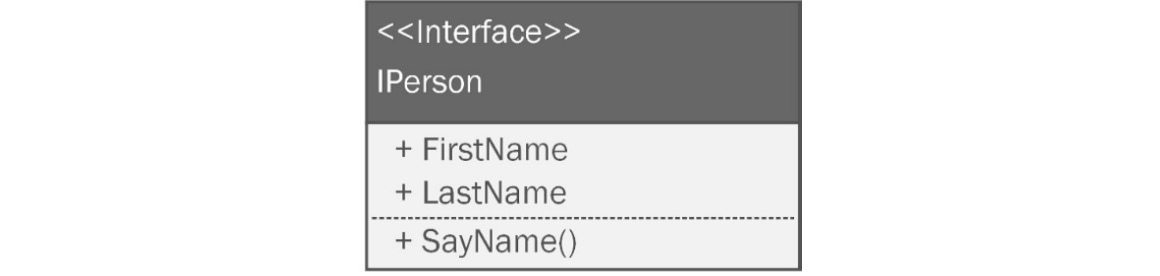 <<Interface>>
IPerson
+ FirstName
+ LastName
+ SayName()